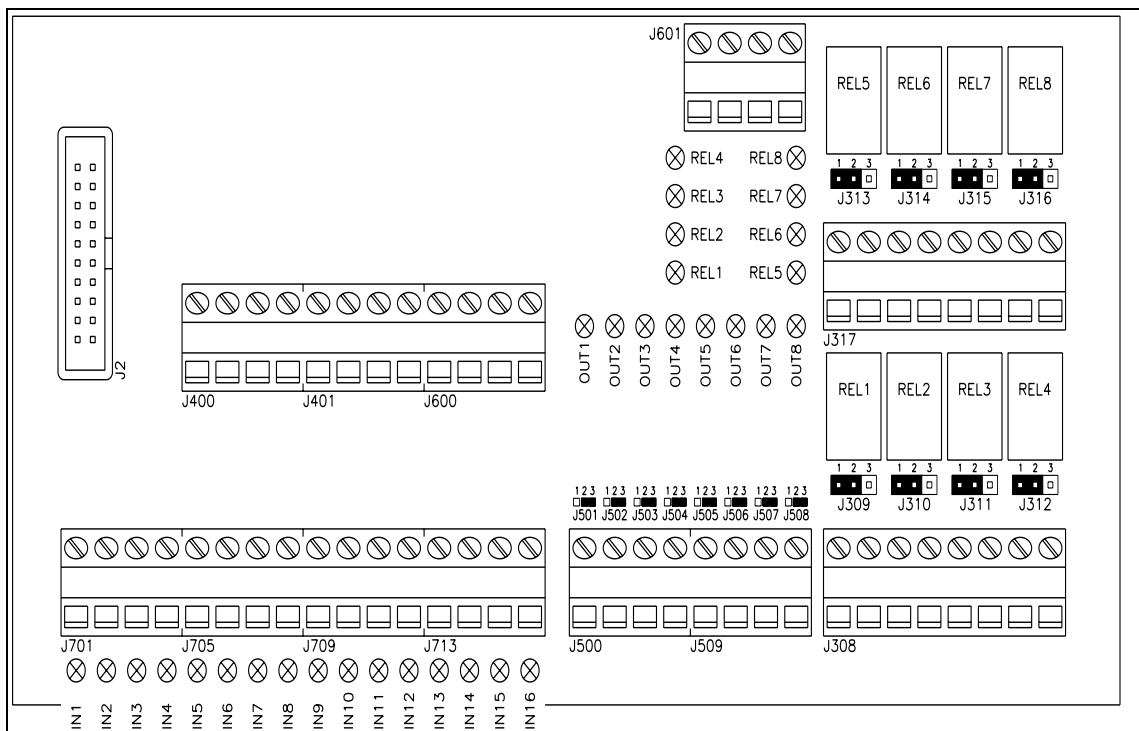 J601
REL5 REL6 REL7 REL8
1 2 3 1 2 3 1 2 3 1 2 3
J313 J314 J315 J316
REL4 REL8
REL3 REL7
REL2 REL6
REL1 REL5
J2
J400 J401 J600
OUT1 OUT2 OUT3 OUT4 OUT5 OUT6 OUT7 OUT8
J317
REL1 REL2 REL3 REL4
1 2 3 1 2 3 1 2 3 1 2 3
J309 J310 J311 J312
1 2 3 1 2 3 1 2 3 1 2 3 1 2 3 1 2 3 1 2 3 1 2 3
J501 J502 J503 J504 J505 J506 J507 J508
J701 J705 J709 J713 J500 J509 J308
IN1 IN2 IN3 IN4 IN5 IN6 IN7 IN8 IN9 IN10 IN11 IN12 IN13 IN14 IN15 IN16